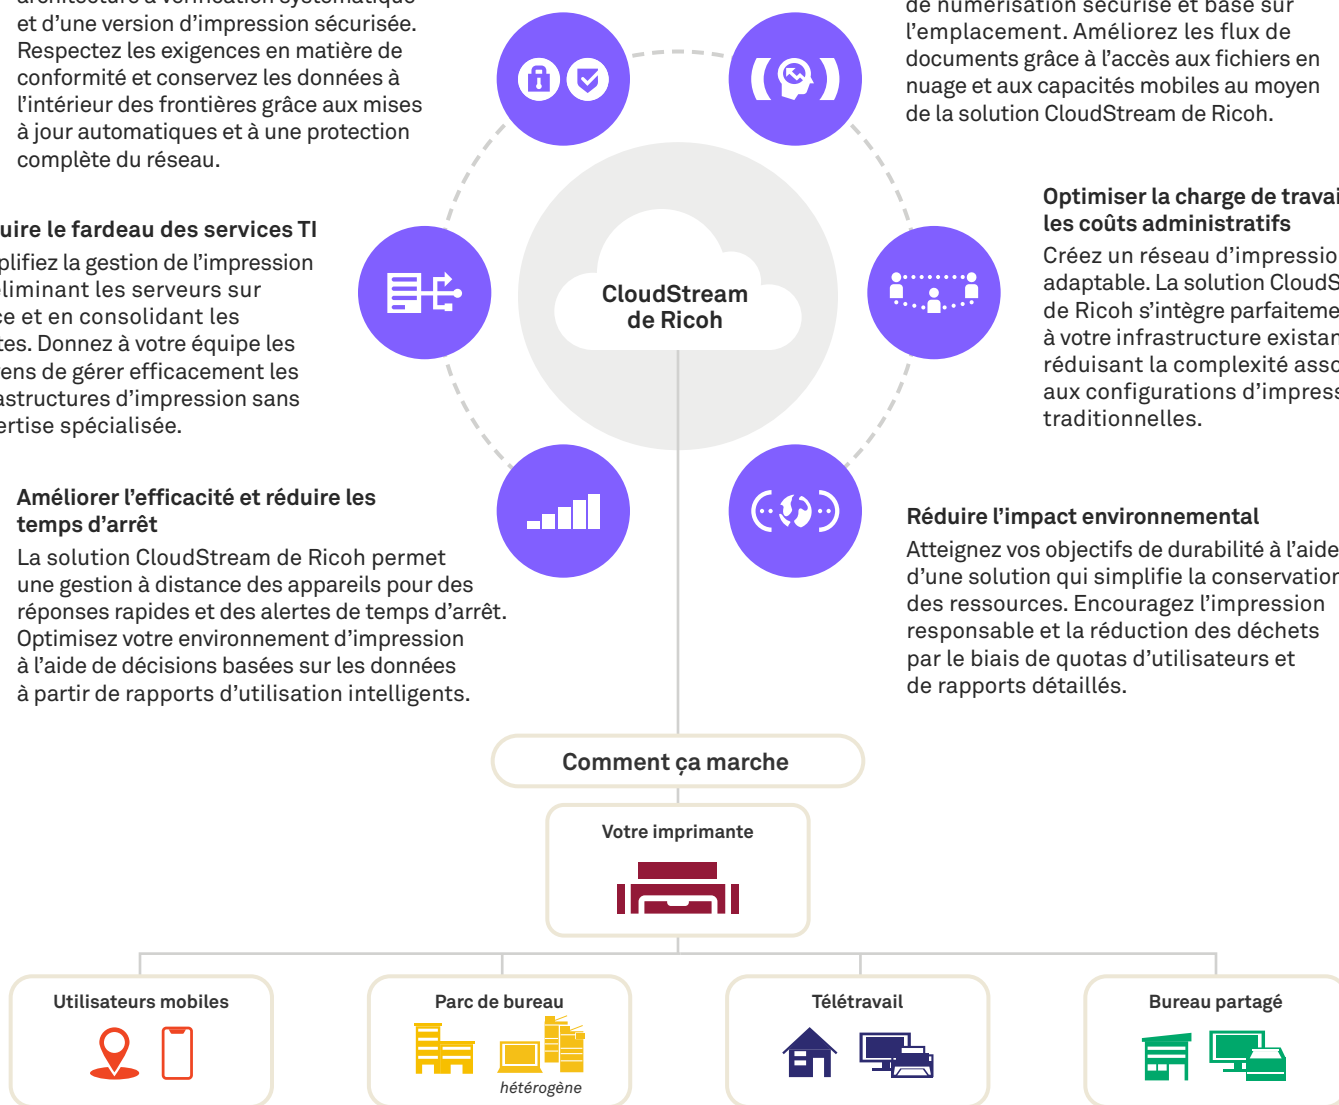 architecture à vérification systématique
et d'une version d'impression sécurisée.
Respectez les exigences en matière de
conformité et conservez les données à
l'intérieur des frontières grâce aux mises
à jour automatiques et à une protection
complète du réseau.
de numérisation sécurisé et basé sur
l'emplacement. Améliorez les flux de
documents grâce à l'accès aux fichiers en
nuage et aux capacités mobiles au moyen
de la solution CloudStream de Ricoh.
uire le fardeau des services TI
plifiez la gestion de l'impression
éliminant les serveurs sur
ce et en consolidant les
tes. Donnez à votre équipe les
ens de gérer efficacement les
astructures d'impression sans
ertise spécialisée.
CloudStream
de Ricoh
Optimiser la charge de travai
les coûts administratifs
Créez un réseau d'impressio
adaptable. La solution CloudS
de Ricoh s'intègre parfaiteme
à votre infrastructure existan
réduisant la complexité asso
aux configurations d'impress
traditionnelles.
Améliorer l'efficacité et réduire les
temps d'arrêt
La solution CloudStream de Ricoh permet
une gestion à distance des appareils pour des
réponses rapides et des alertes de temps d'arrêt.
Optimisez votre environnement d'impression
à l'aide de décisions basées sur les données
à partir de rapports d'utilisation intelligents.
Réduire l'impact environnemental
Atteignez vos objectifs de durabilité à l'aide
d'une solution qui simplifie la conservation
des ressources. Encouragez l'impression
responsable et la réduction des déchets
par le biais de quotas d'utilisateurs et
de rapports détaillés.
Comment ça marche
Votre imprimante
Utilisateurs mobiles
Parc de bureau
hétérogène
Télétravail
Bureau partagé